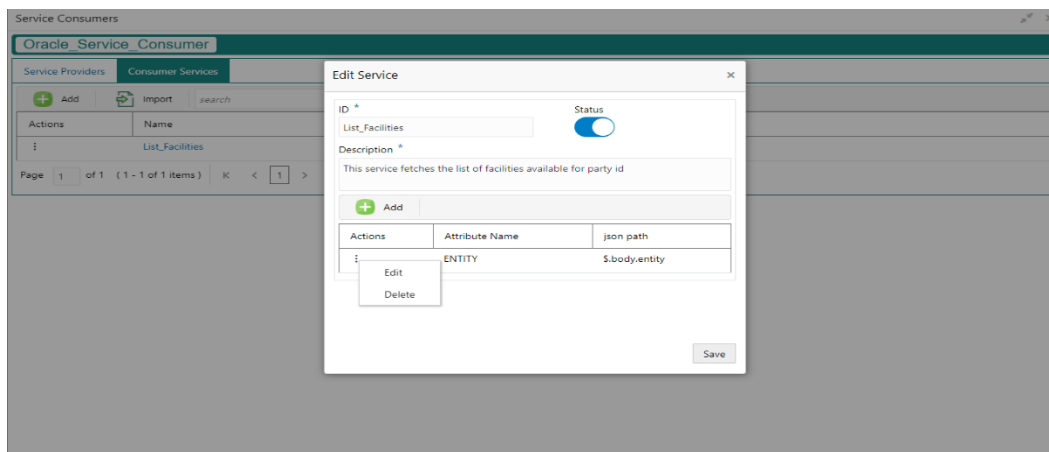 Service Consumers
Oracle_Service_Consumer
Service Providers Consumer Services
Add Import search
Actions Name
List_Facilities
Page 1 of 1 (1 - 1 of 1 items) K < 1 >
Edit Service ×
ID * Status
List_Facilities
Description *
This service fetches the list of facilities available for party id
Add
Actions Attribute Name json path
ENTITY $.body.entity
Edit
Delete
Save